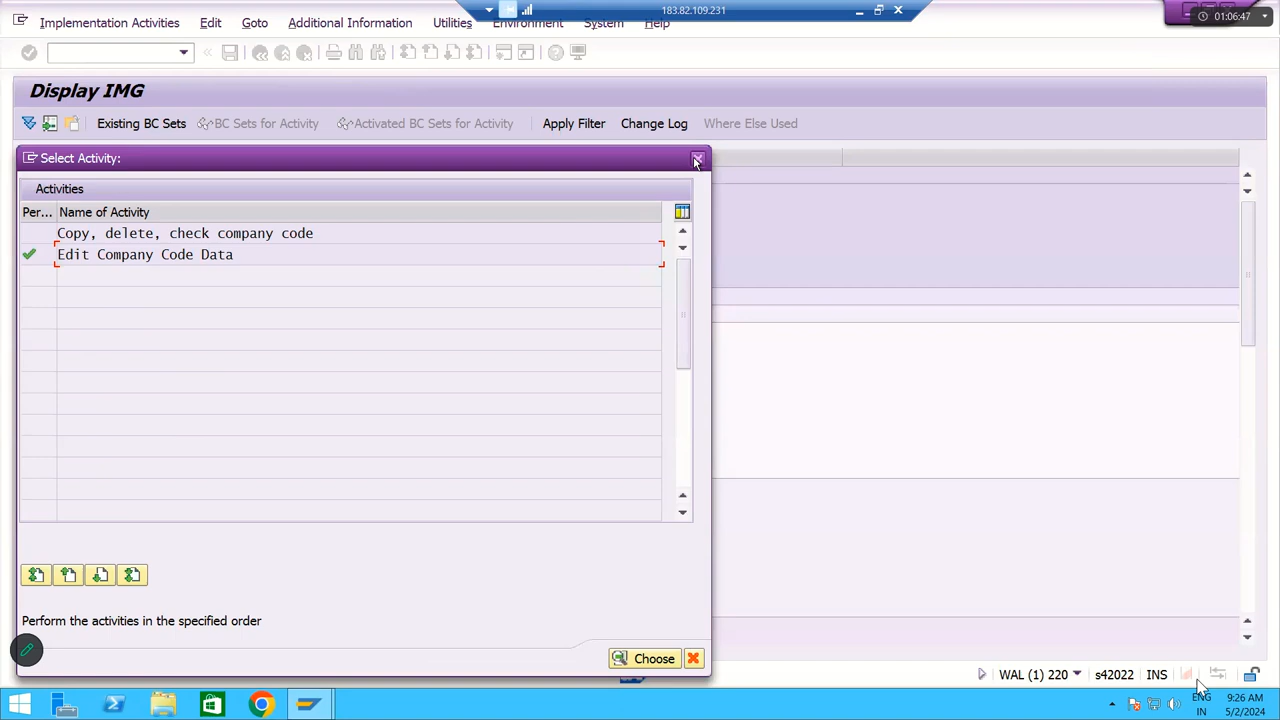 183.82.109.231
01:06:47
Implementation Activities Edit Goto Additional Information Utilities Environment System Help
Display IMG
Existing BC Sets BC Sets for Activity Activated BC Sets for Activity Apply Filter Change Log Where Else Used
Select Activity:
Activities
Per... Name of Activity
Copy, delete, check company code
Edit Company Code Data
Perform the activities in the specified order
Choose
WAL (1) 220 s42022 INS
ENG 9:26 AM
IN 5/2/2024